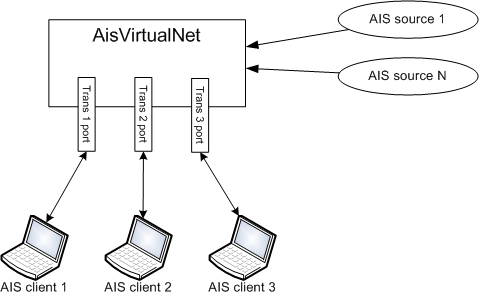 AisVirtualNet
AIS source 1
AIS source N
Trans 1 port
Trans 2 port
Trans 3 port
AIS client 1
AIS client 2
AIS client 3